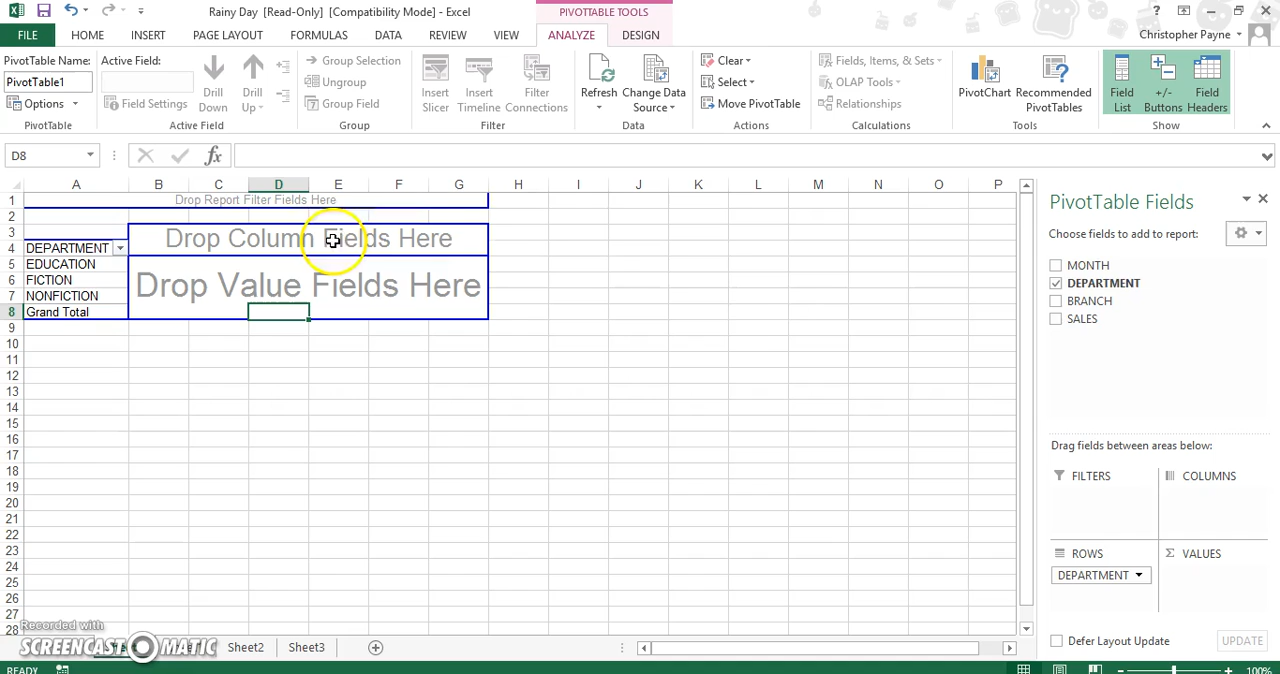 Rainy Day [Read-Only] [Compatibility Mode] - Excel
PIVOTTABLE TOOLS
FILE HOME INSERT PAGE LAYOUT FORMULAS DATA REVIEW VIEW ANALYZE DESIGN
Christopher Payne
PivotTable Name:
PivotTable1
Options
PivotTable
Active Field:
Field Settings
Drill Down
Drill Up
Active Field
Group Selection
Ungroup
Group Field
Group
Insert Slicer
Insert Timeline
Filter Connections
Filter
Refresh
Change Data Source
Data
Clear
Select
Move PivotTable
Actions
Fields, Items, & Sets
OLAP Tools
Relationships
Calculations
PivotChart
Recommended PivotTables
Tools
Field List
+/- Buttons
Field Headers
Show
D8
fx
A B C D E F G H I J K L M N O P
1 Drop Report Filter Fields Here
2
3 Drop Column Fields Here
4 DEPARTMENT
5 EDUCATION
6 FICTION
Drop Value Fields Here
7 NONFICTION
8 Grand Total
9
10
11
12
13
14
15
16
17
18
19
20
21
22
23
24
25
26
27
28
PivotTable Fields
Choose fields to add to report:
MONTH
DEPARTMENT
BRANCH
SALES
Drag fields between areas below:
FILTERS
COLUMNS
ROWS
VALUES
DEPARTMENT
Defer Layout Update
UPDATE
Recorded with
SCREENCAST MATIC
Sheet2
Sheet3
READY
100%